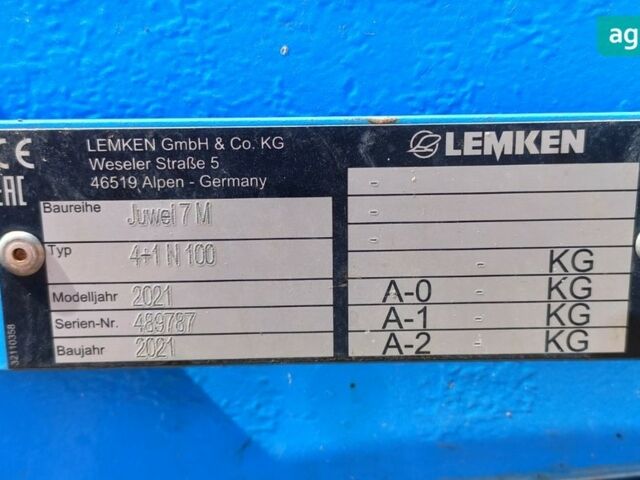 ag
CE
EAC
LEMKEN GmbH & Co. KG
Weseler Straße 5
46519 Alpen - Germany
Baureihe Juwel 7 M
Typ 4+1 N 100
Modelljahr 2021
Serien-Nr. 489787
Baujahr 2021
32110358
LEMKEN
-
-
-
- KG
A-0 - KG
A-1 - KG
A-2 - KG